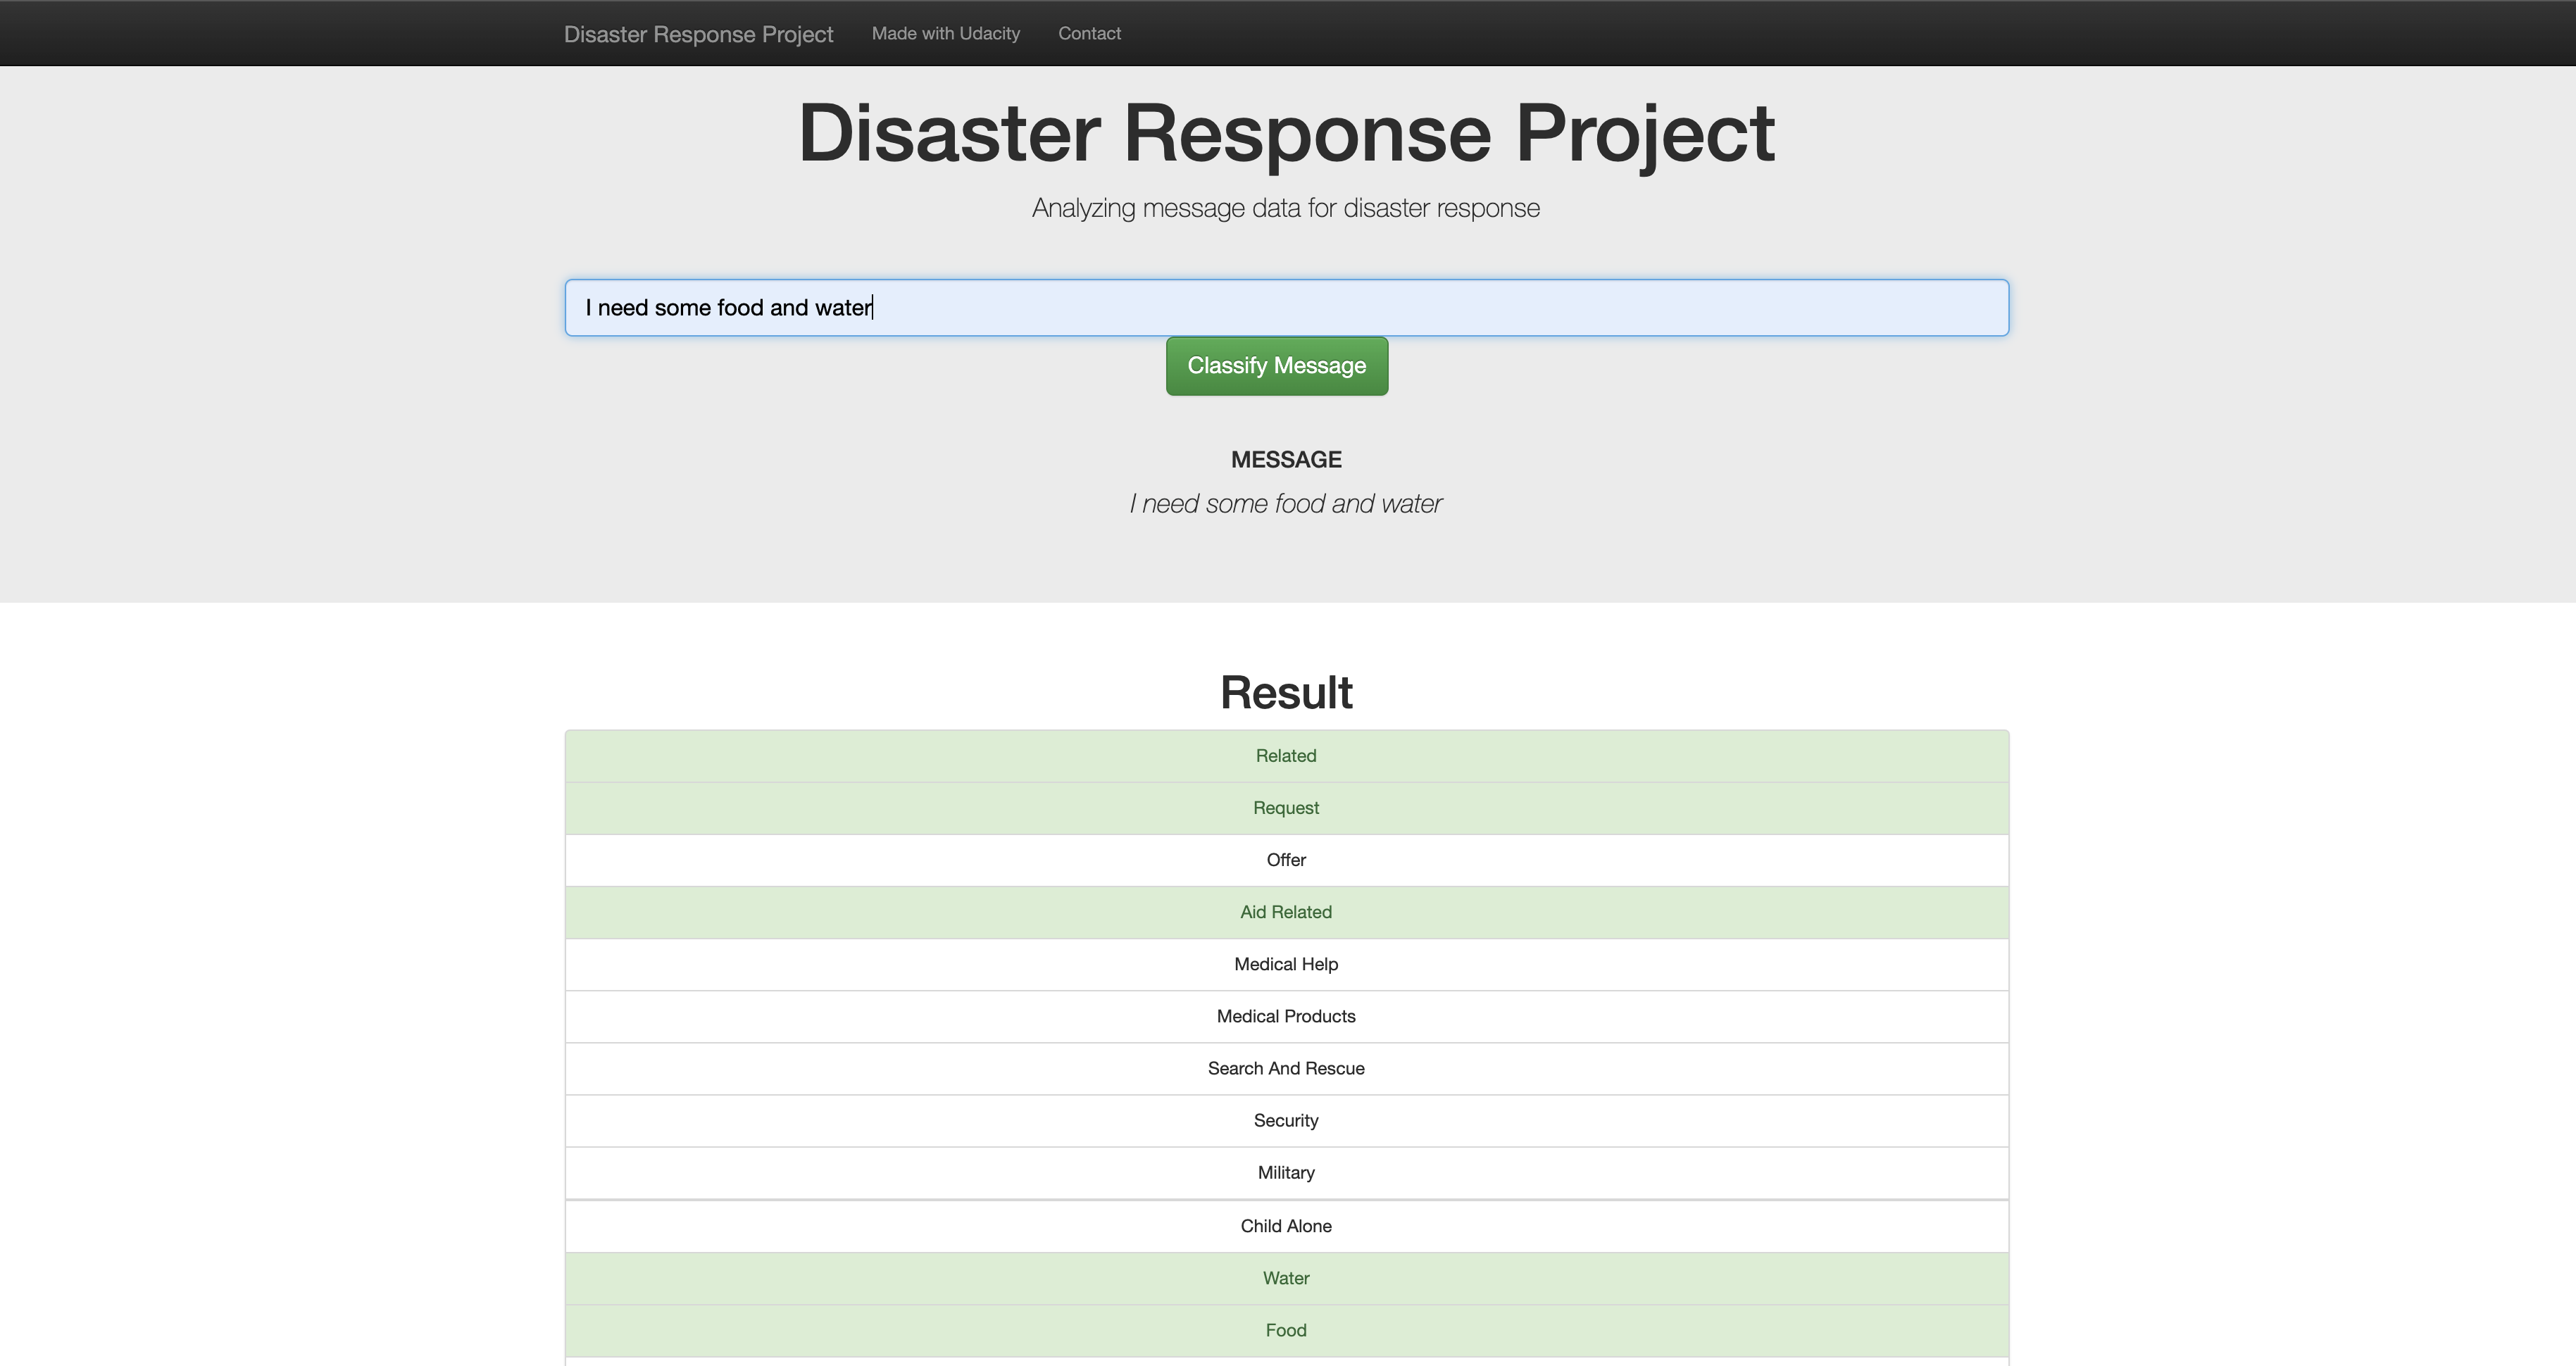 Disaster Response Project Made with Udacity Contact
Disaster Response Project
Analyzing message data for disaster response
I need some food and water
Classify Message
MESSAGE
I need some food and water
Result
Related
Request
Offer
Aid Related
Medical Help
Medical Products
Search And Rescue
Security
Military
Child Alone
Water
Food